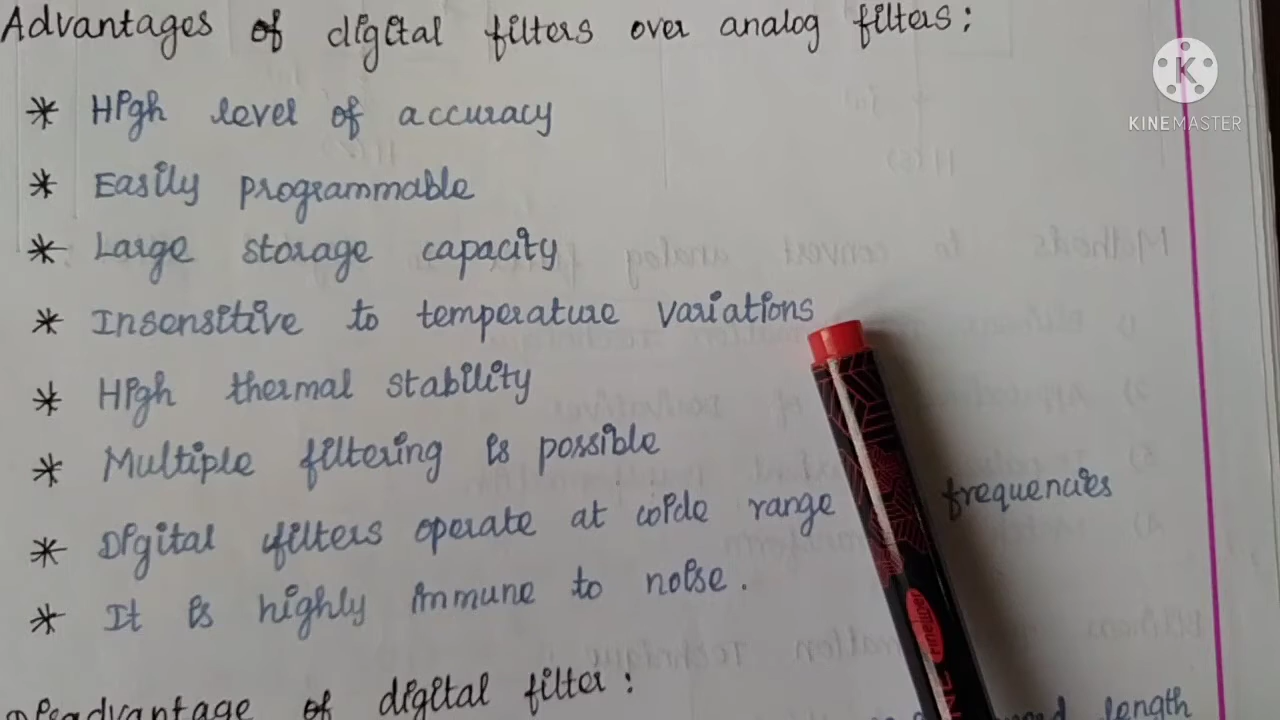 Advantages of digital filters over analog filters:
* High level of accuracy
* Easily programmable
* Large storage capacity
* Insensitive to temperature variations
* High thermal stability
* Multiple filtering is possible
* Digital filters operate at wide range frequencies
* It is highly immune to noise.
Disadvantage of digital filter:
length
K
KINEMASTER